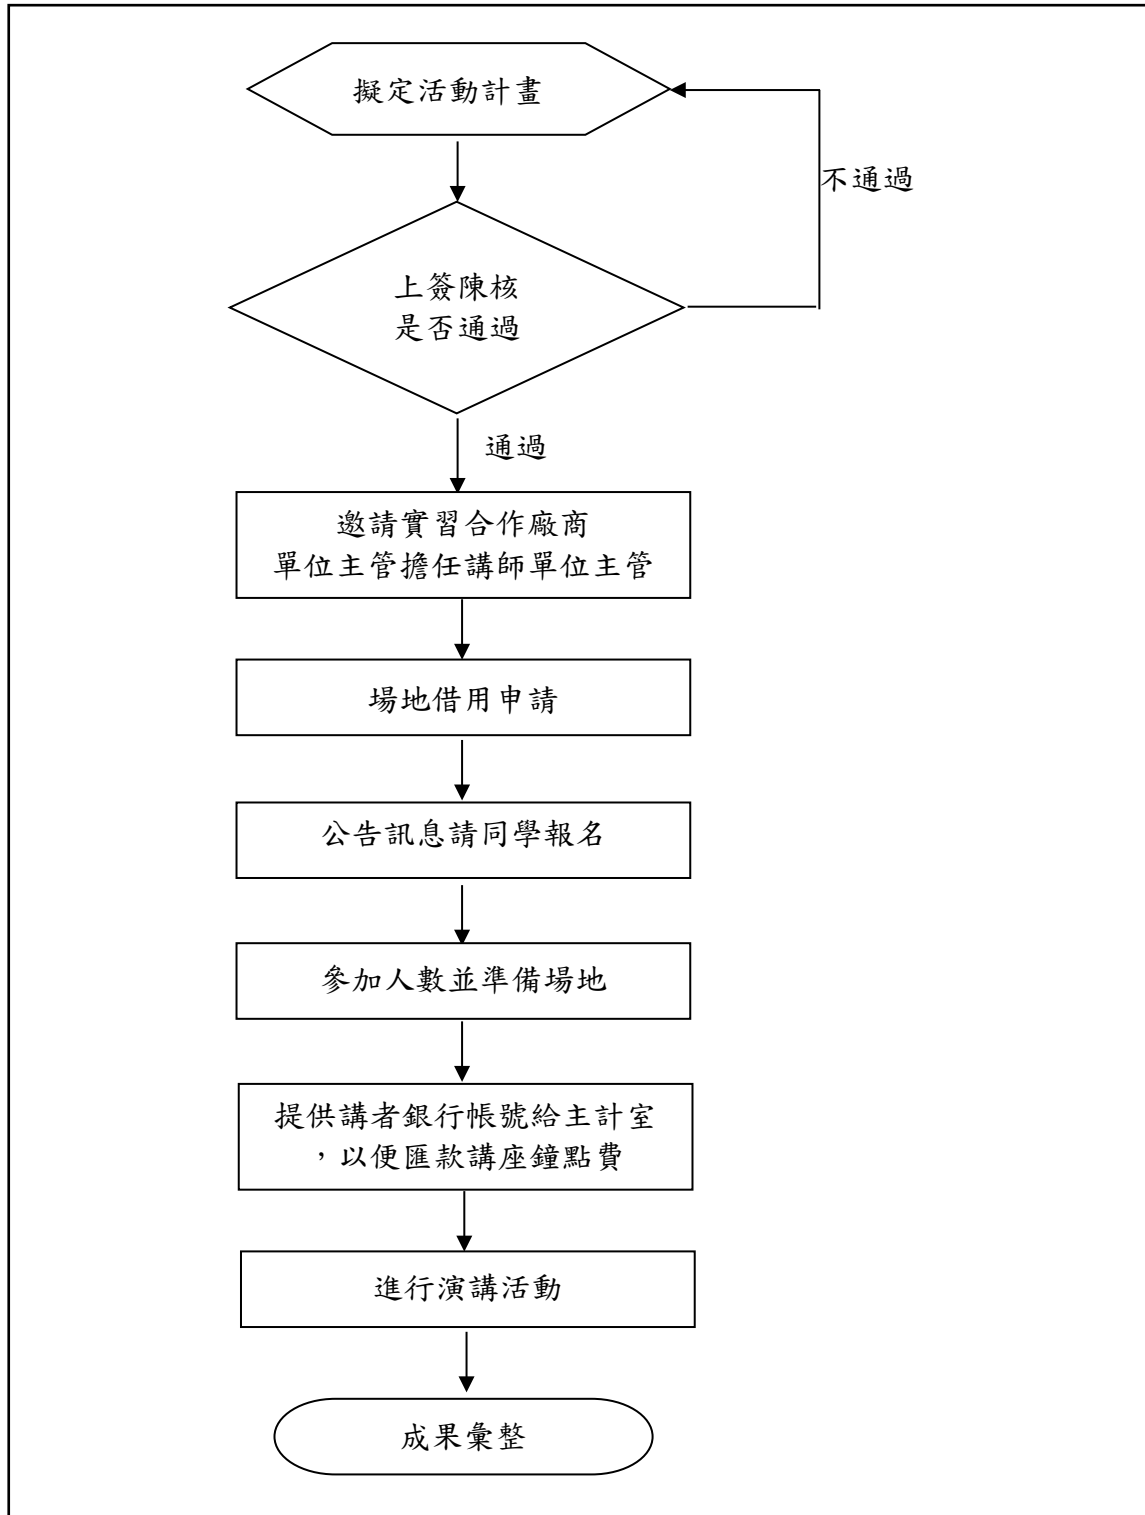 擬定活動計畫
不通過
上簽陳核
是否通過
通過
邀請實習合作廠商
單位主管擔任講師單位主管
場地借用申請
公告訊息請同學報名
參加人數並準備場地
提供講者銀行帳號給主計室
，以便匯款講座鐘點費
進行演講活動
成果彙整